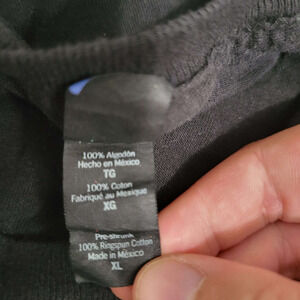 100% Algodón
Hecho en México
TG
100% Coton
Fabriqué au Mexique
XG
Pre-shrunk
100% Ringspun Cotton
Made in México
XL